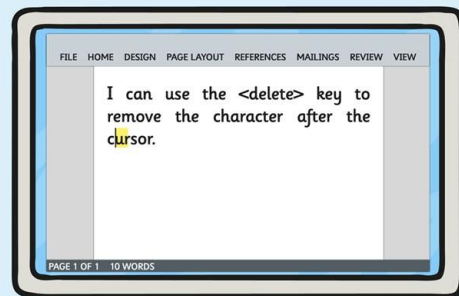 FILE HOME DESIGN PAGE LAYOUT REFERENCES MAILINGS REVIEW VIEW
I can use the <delete> key to
remove the character after the
cursor.
PAGE 1 OF 1 10 WORDS